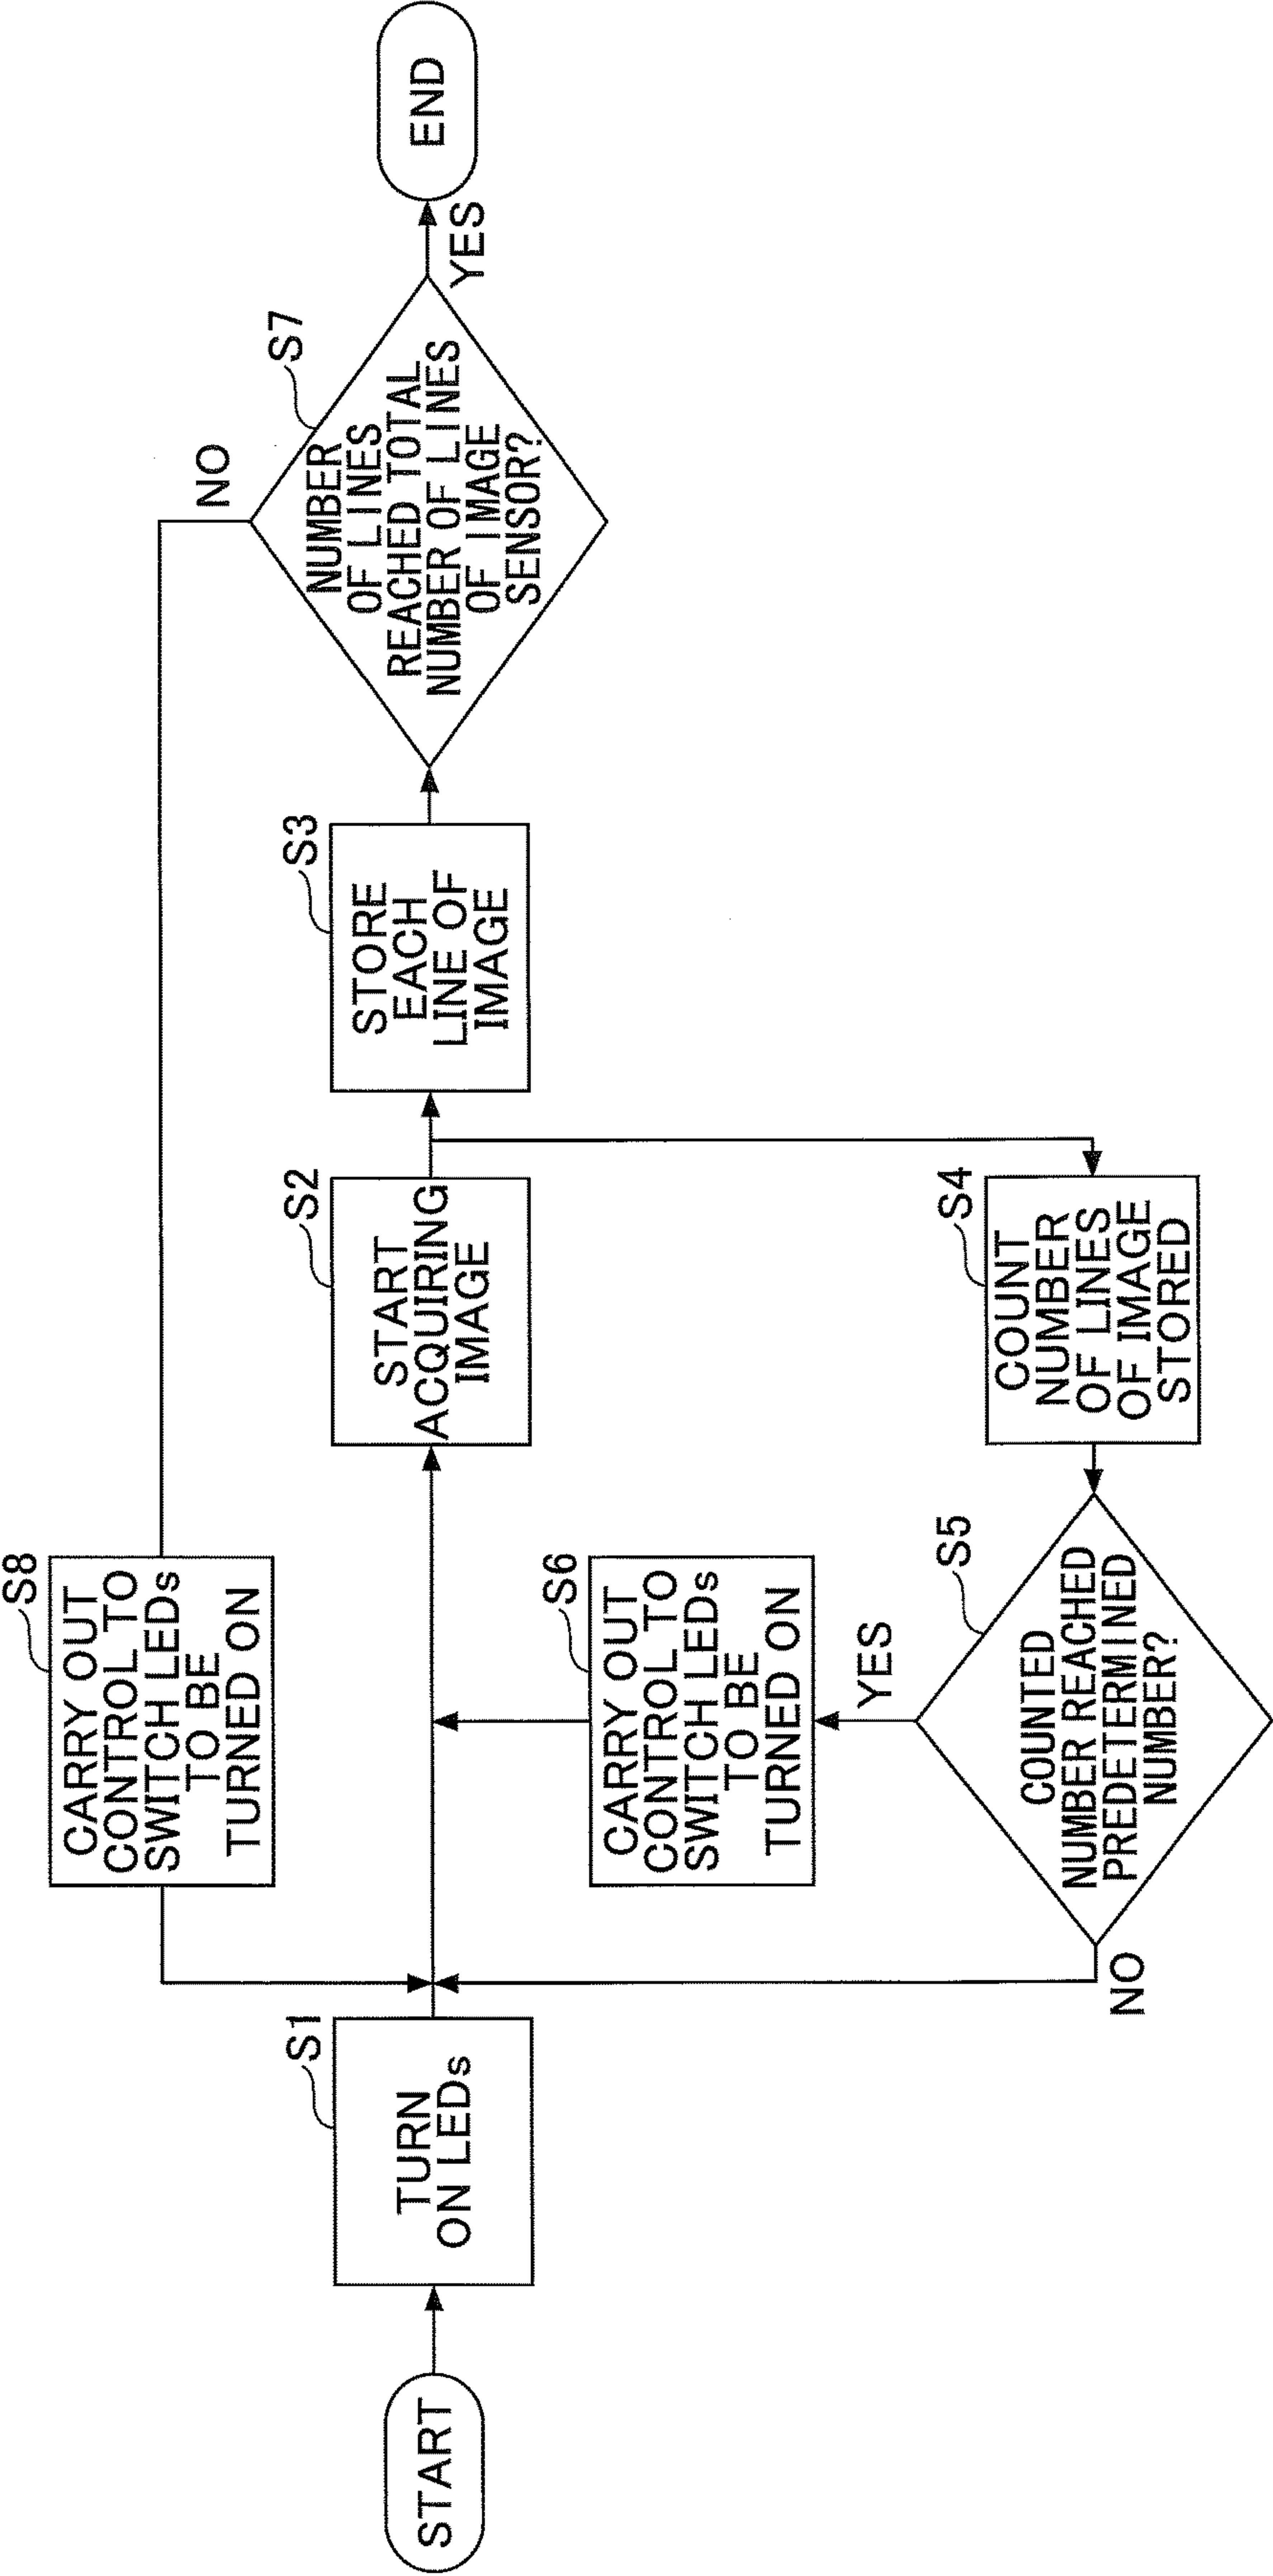 START
S1
TURN
ON LEDs
S8
CARRY OUT
CONTROL TO
SWITCH LEDs
TO BE
TURNED ON
S6
CARRY OUT
CONTROL TO
SWITCH LEDs
TO BE
TURNED ON
YES
S5
COUNTED
NUMBER REACHED
PREDETERMINED
NUMBER?
NO
S2
START
ACQUIRING
IMAGE
S4
COUNT
NUMBER
OF LINES
OF IMAGE
STORED
S3
STORE
EACH
LINE OF
IMAGE
S7
NUMBER
OF LINES
REACHED TOTAL
NUMBER OF LINES
OF IMAGE
SENSOR?
NO
YES
END